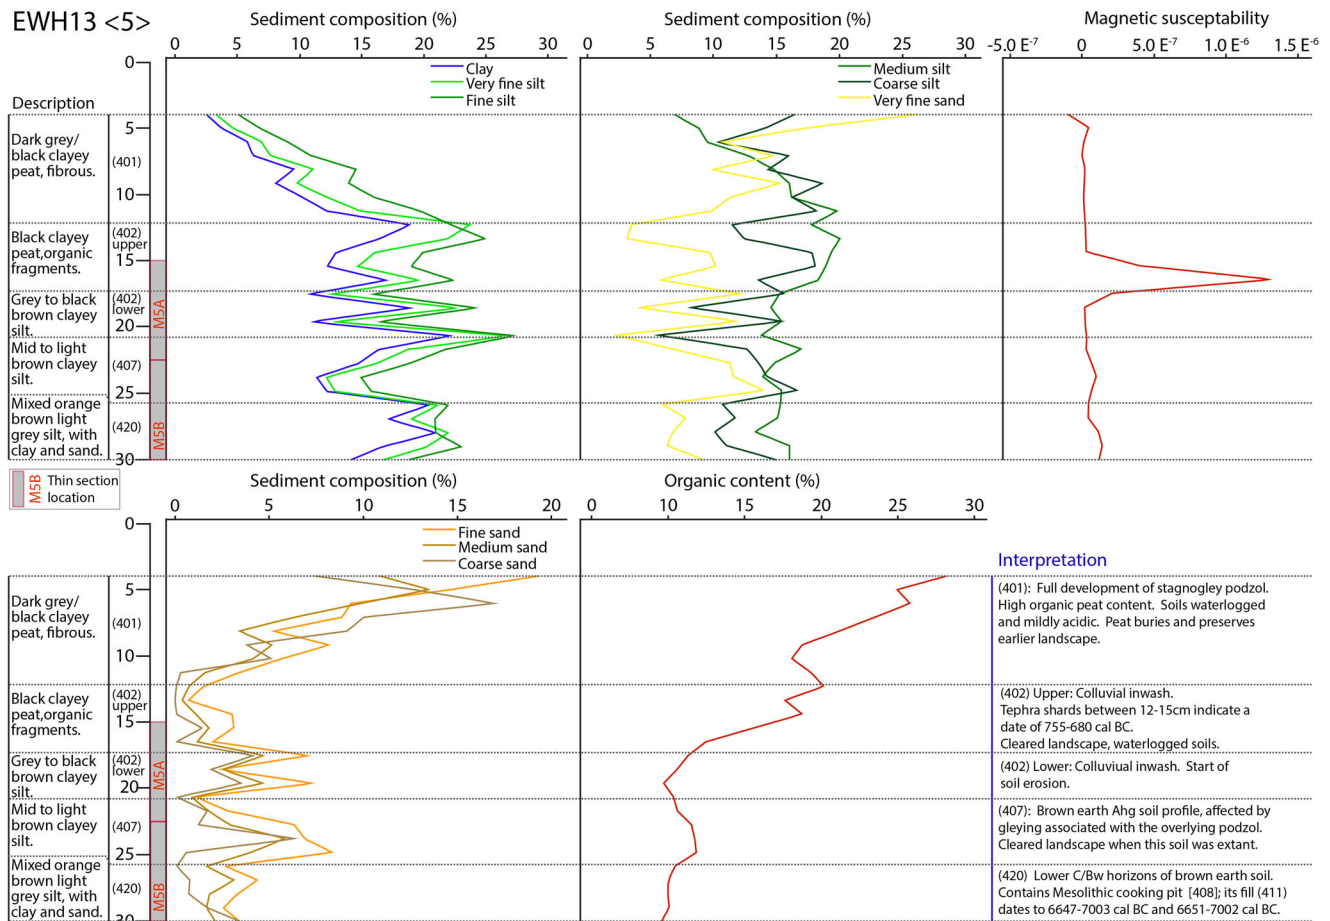 EWH13 <5>
Sediment composition (%)
0 5 10 15 20 25 30
Clay
Very fine silt
Fine silt
Sediment composition (%)
0 5 10 15 20 25 30
Medium silt
Coarse silt
Very fine sand
Magnetic susceptability
-5.0 E-7 0 5.0 E-7 1.0 E-6 1.5 E-6
Description
0
5
10
15
20
25
30
Dark grey/
black clayey
peat, fibrous.
(401)
Black clayey
peat,organic
fragments.
(402)
upper
Grey to black
brown clayey
silt.
(402)
lower
Mid to light
brown clayey
silt.
(407)
Mixed orange
brown light
grey silt, with
clay and sand.
(420)
M5A
M5B
M5B
Thin section
location
Sediment composition (%)
0 5 10 15 20
Fine sand
Medium sand
Coarse sand
Organic content (%)
0 10 15 20 25 30
0
5
10
15
20
25
30
Dark grey/
black clayey
peat, fibrous.
(401)
Black clayey
peat,organic
fragments.
(402)
upper
Grey to black
brown clayey
silt.
(402)
lower
Mid to light
brown clayey
silt.
(407)
Mixed orange
brown light
grey silt, with
clay and sand.
(420)
M5A
M5B
Interpretation
(401): Full development of stagnogley podzol.
High organic peat content. Soils waterlogged
and mildly acidic. Peat buries and preserves
earlier landscape.
(402) Upper: Colluvial inwash.
Tephra shards between 12-15cm indicate a
date of 755-680 cal BC.
Cleared landscape, waterlogged soils.
(402) Lower: Colluviual inwash. Start of
soil erosion.
(407): Brown earth Ahg soil profile, affected by
gleying associated with the overlying podzol.
Cleared landscape when this soil was extant.
(420) Lower C/Bw horizons of brown earth soil.
Contains Mesolithic cooking pit [408]; its fill (411)
dates to 6647-7003 cal BC and 6651-7002 cal BC.